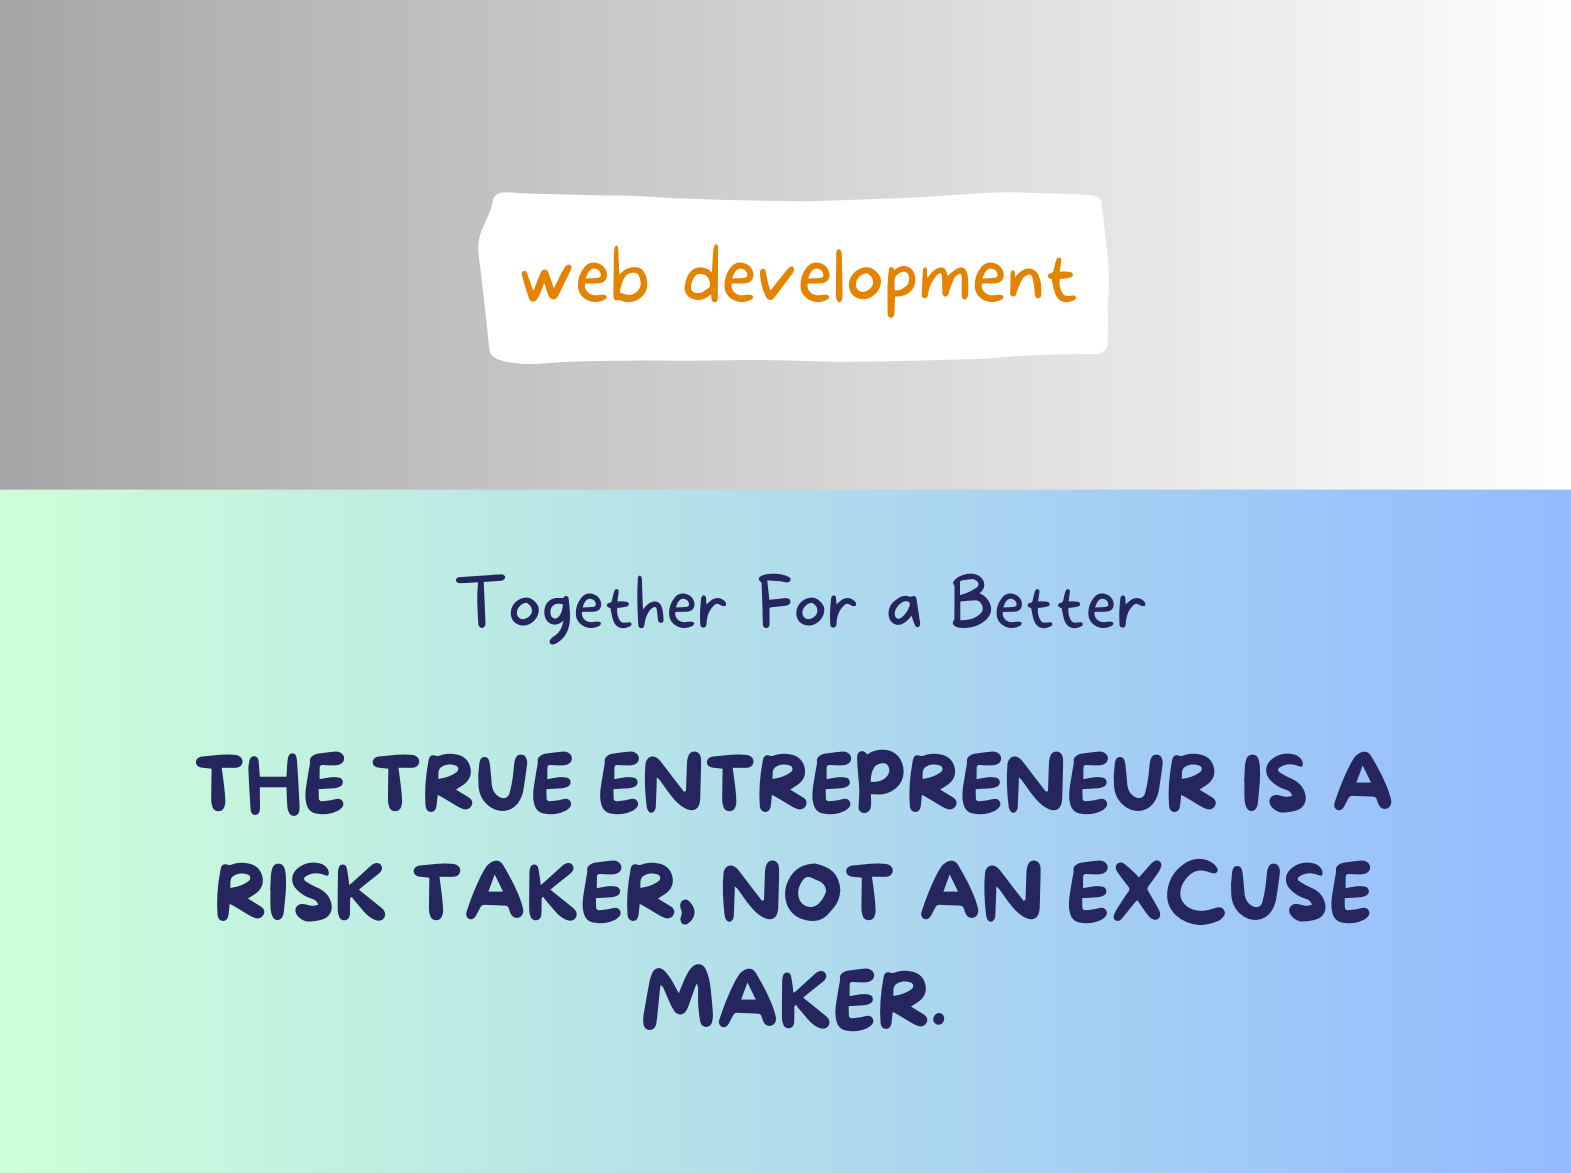 web development
Together For a Better
THE TRUE ENTREPRENEUR IS A
RISK TAKER, NOT AN EXCUSE
MAKER.